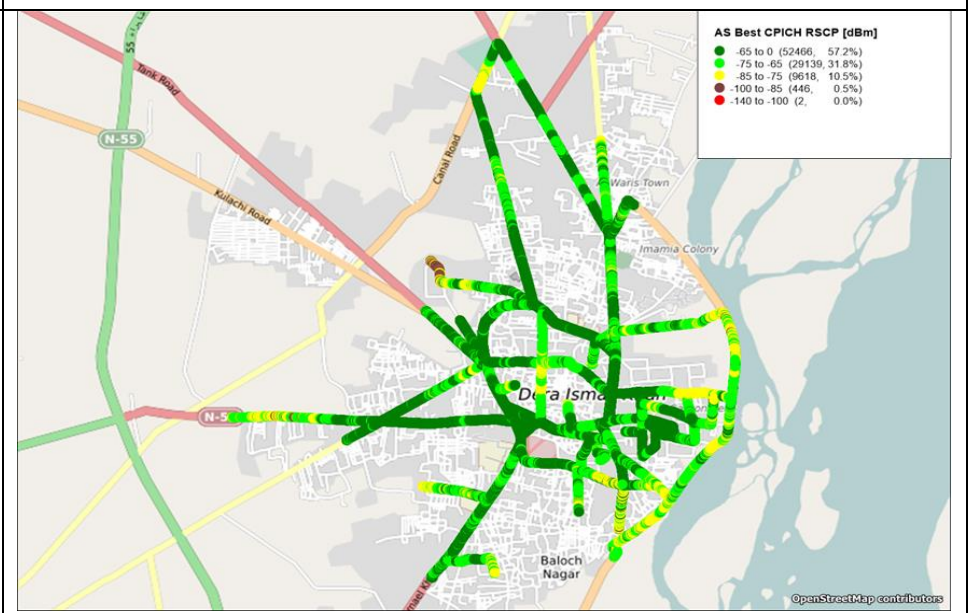 AS Best CPICH RSCP [dBm]
-65 to 0 (52466, 57.2%)
-75 to -65 (29139, 31.8%)
-85 to -75 (9618, 10.5%)
-100 to -85 (446, 0.5%)
-140 to -100 (2, 0.0%)
Tank Road
N-55
Canal Road
Kulachi Road
Waris Town
Imamia Colony
Dera
Baloch
Nagar
OpenStreetMap contributors